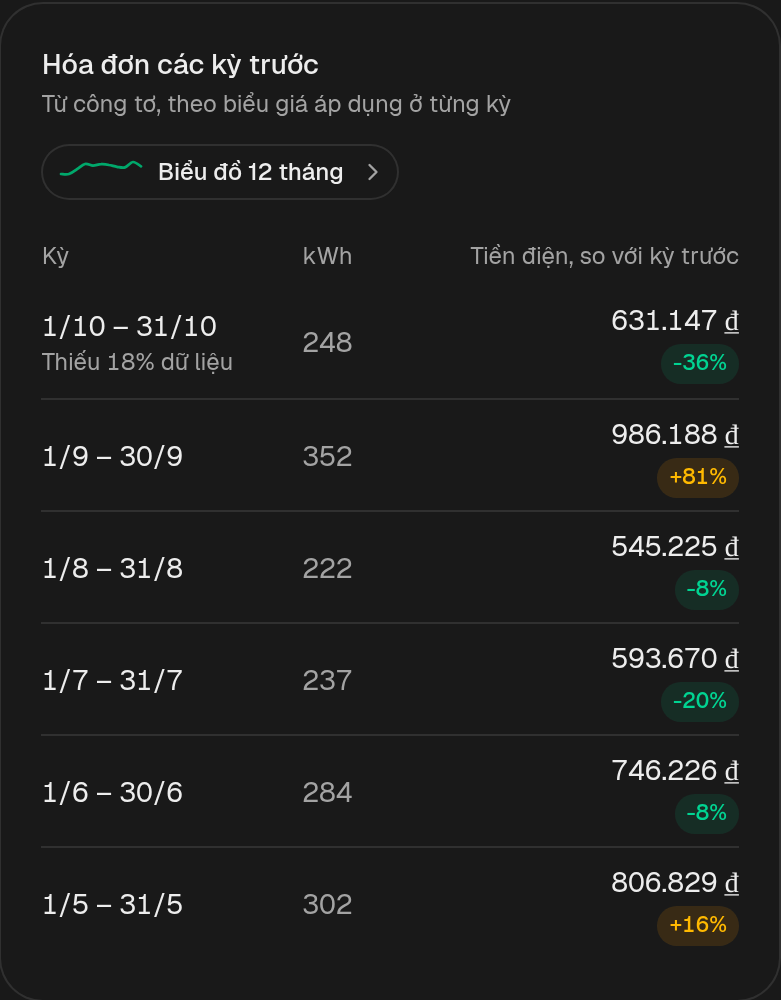 Hóa đơn các kỳ trước
Từ công tơ, theo biểu giá áp dụng ở từng kỳ
Biểu đồ 12 tháng
Kỳ kWh Tiền điện, so với kỳ trước
1/10 – 31/10 248 631.147 đ
Thiếu 18% dữ liệu -36%
1/9 – 30/9 352 986.188 đ
+81%
1/8 – 31/8 222 545.225 đ
-8%
1/7 – 31/7 237 593.670 đ
-20%
1/6 – 30/6 284 746.226 đ
-8%
1/5 – 31/5 302 806.829 đ
+16%